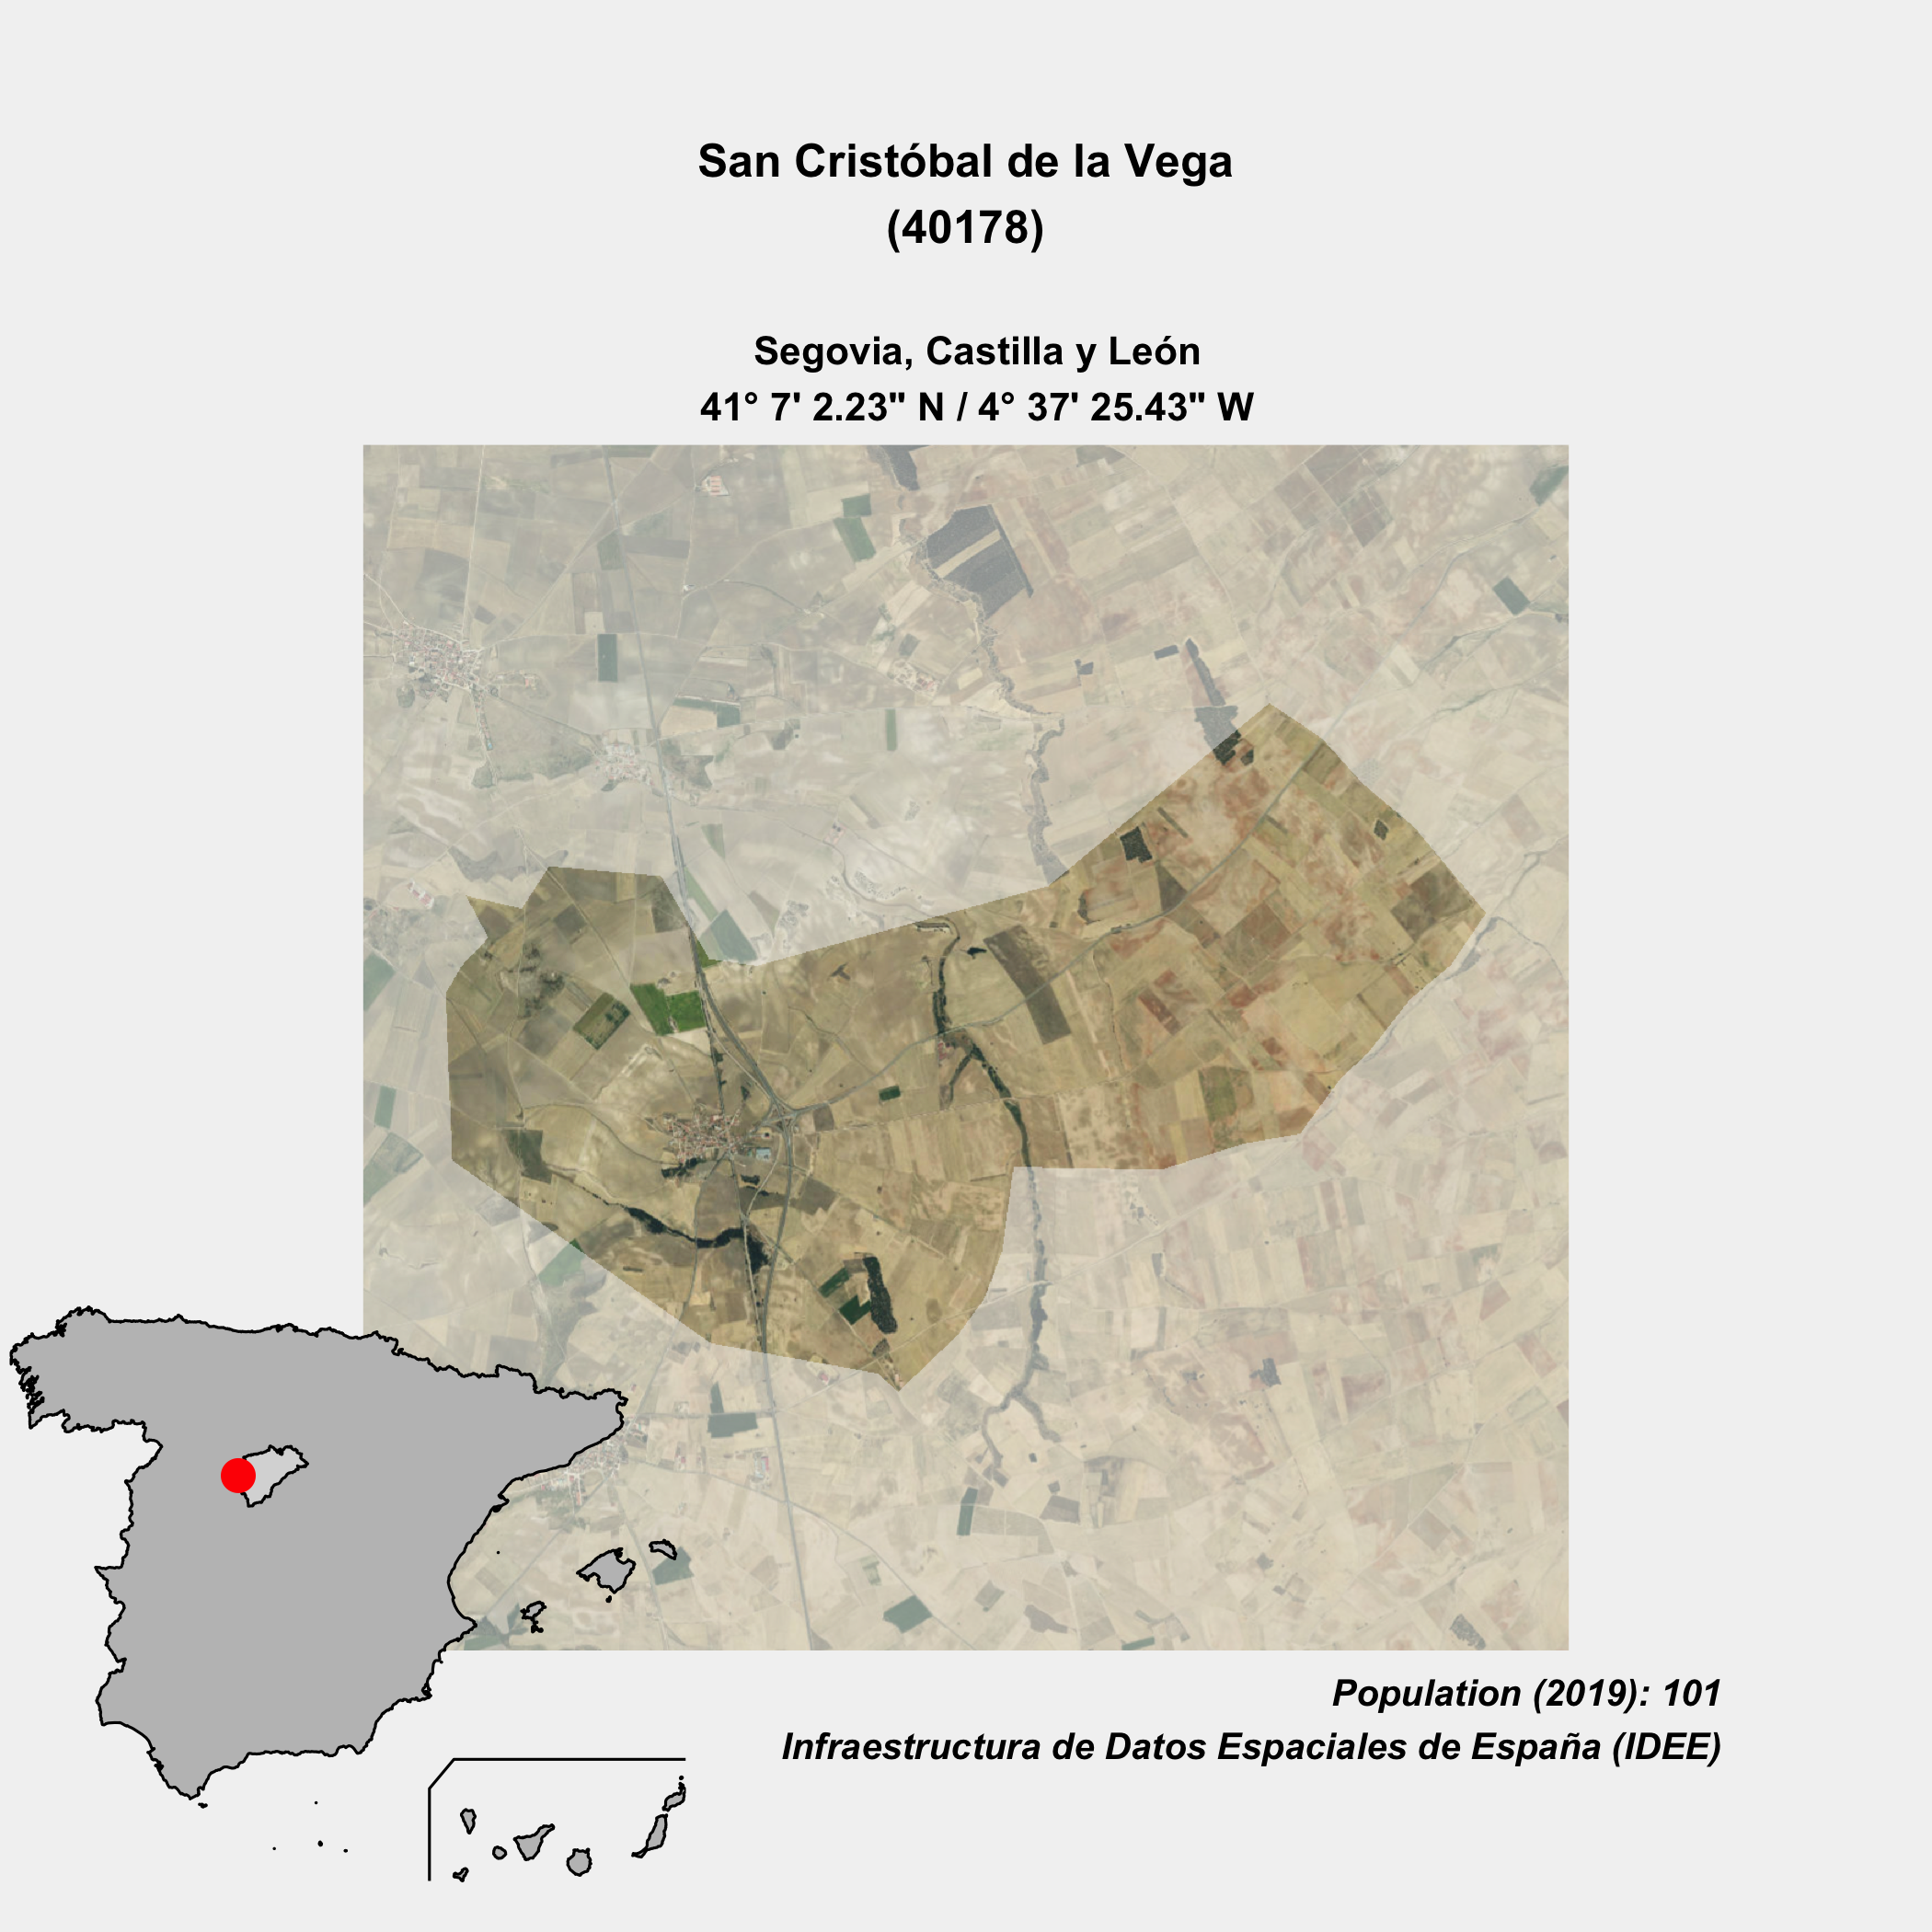 San Cristóbal de la Vega
(40178)
Segovia, Castilla y León
41° 7' 2.23" N / 4° 37' 25.43" W
Population (2019): 101
Infraestructura de Datos Espaciales de España (IDEE)